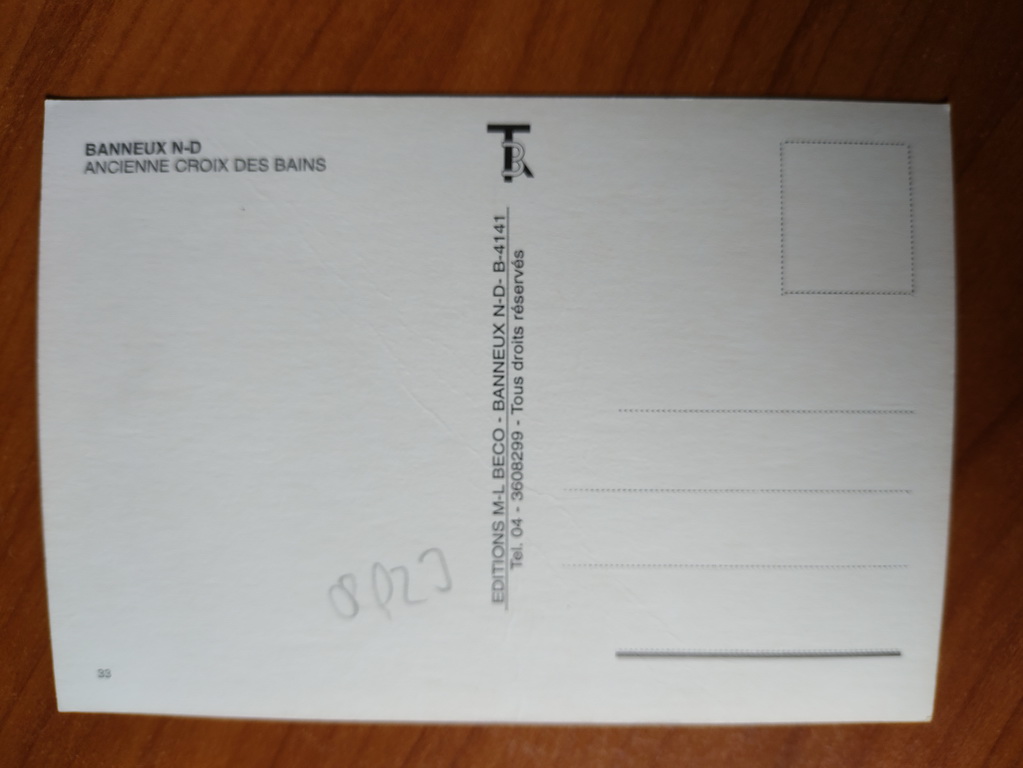 BANNEUX N-D
ANCIENNE CROIX DES BAINS
EDITIONS M-L BECO - BANNEUX N-D- B-4141
Tel. 04 - 3608299 - Tous droits réservés
33